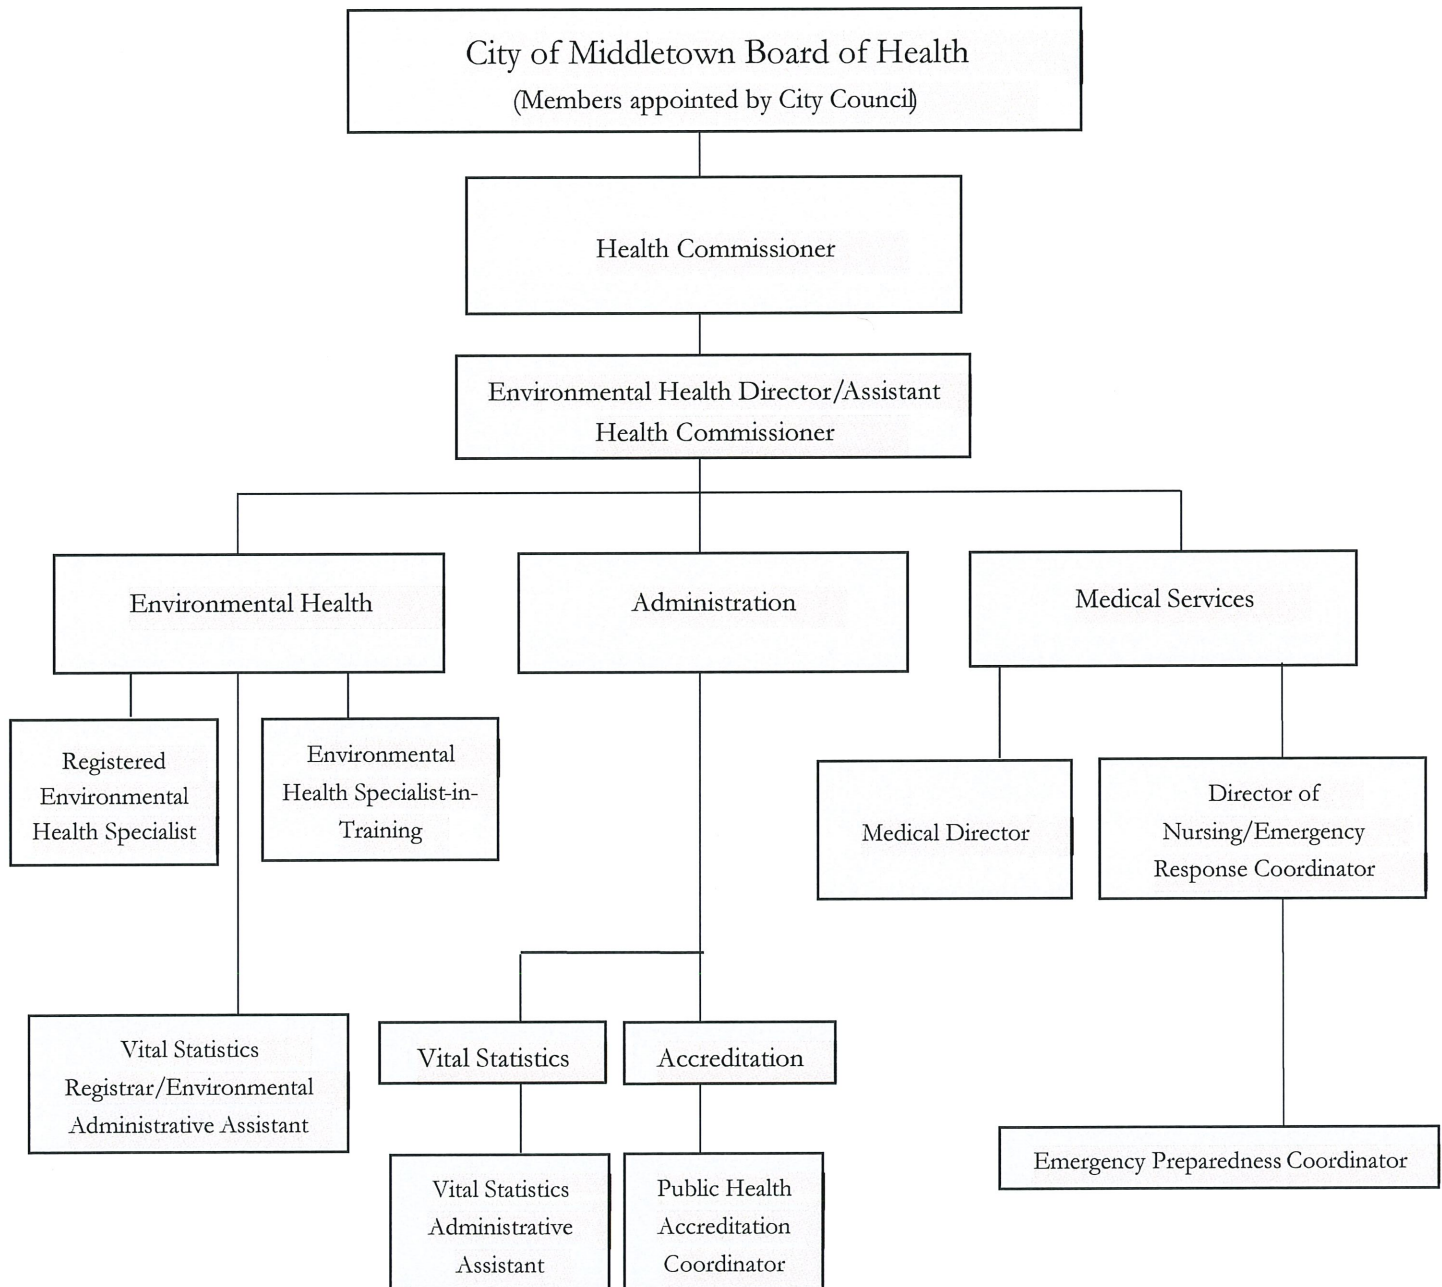 City of Middletown Board of Health
(Members appointed by City Council)
Health Commissioner
Environmental Health Director/Assistant
Health Commissioner
Environmental Health
Administration
Medical Services
Registered
Environmental
Health Specialist
Environmental
Health Specialist-in-
Training
Medical Director
Director of
Nursing/Emergency
Response Coordinator
Vital Statistics
Registrar/Environmental
Administrative Assistant
Vital Statistics
Accreditation
Emergency Preparedness Coordinator
Vital Statistics
Administrative
Assistant
Public Health
Accreditation
Coordinator